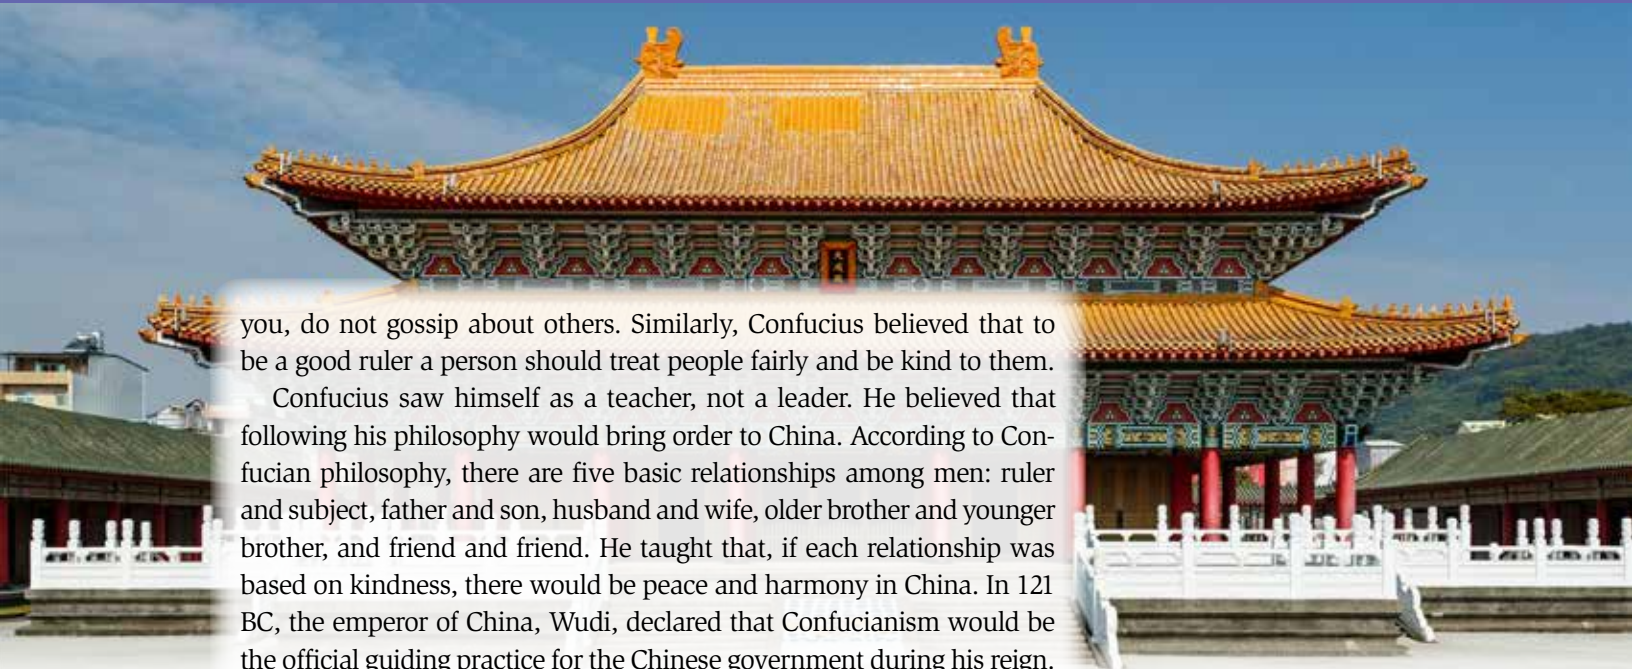 you, do not gossip about others. Similarly, Confucius believed that to
be a good ruler a person should treat people fairly and be kind to them.
Confucius saw himself as a teacher, not a leader. He believed that
following his philosophy would bring order to China. According to Con-
fucian philosophy, there are five basic relationships among men: ruler
and subject, father and son, husband and wife, older brother and younger
brother, and friend and friend. He taught that, if each relationship was
based on kindness, there would be peace and harmony in China. In 121
BC, the emperor of China, Wudi, declared that Confucianism would be
the official guiding practice for the Chinese government during his reign.